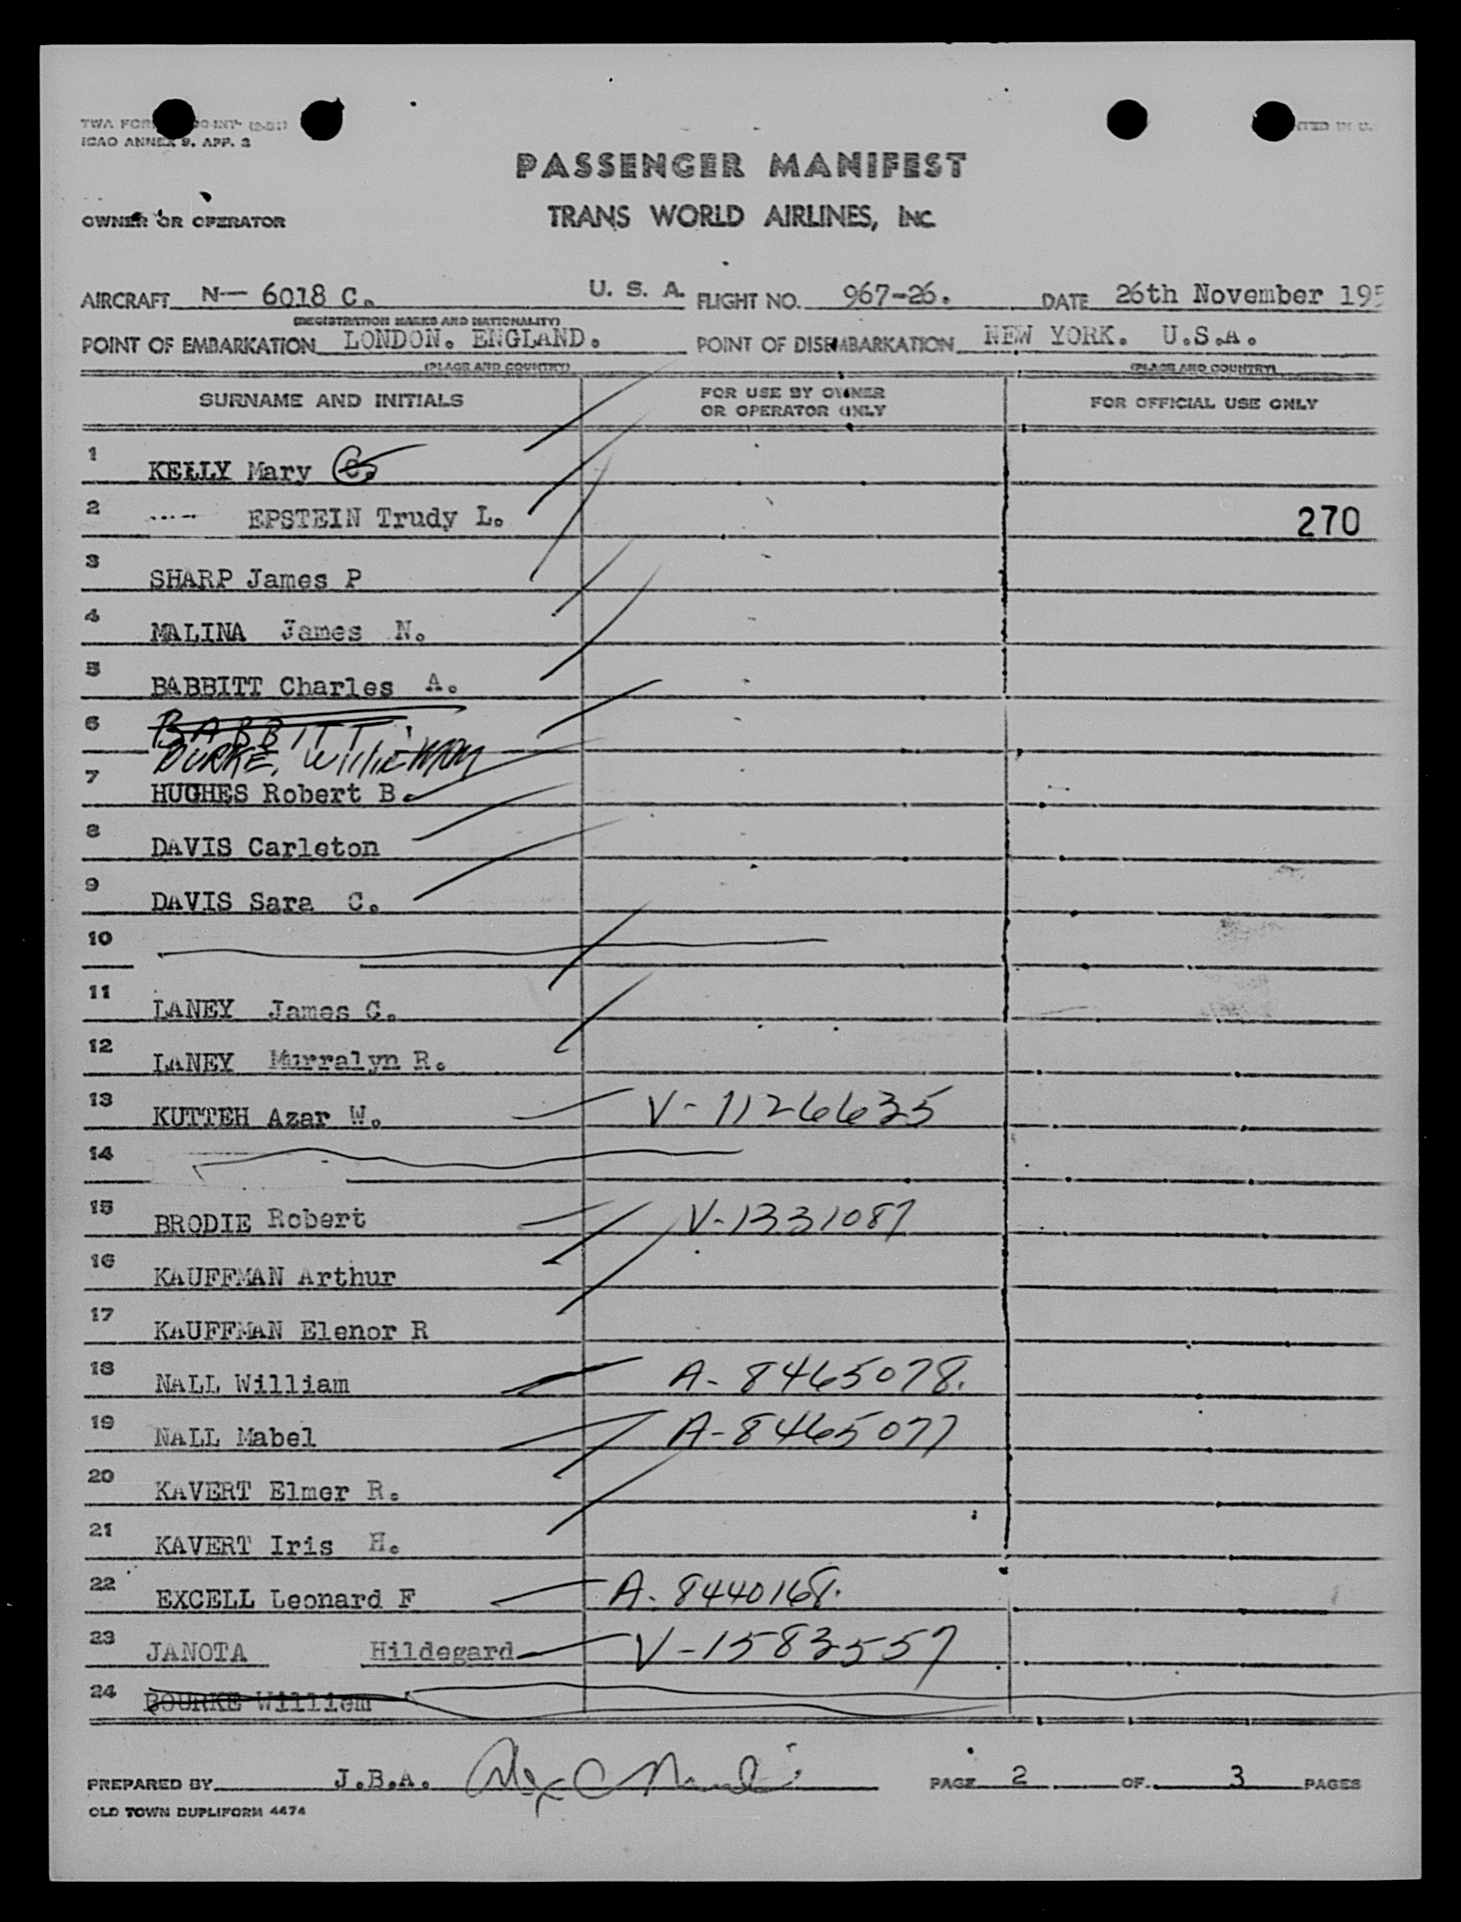 TWA FORM
ICAO ANNEX 9. APP. 2
PASSENGER MANIFEST
OWNER OR OPERATOR TRANS WORLD AIRLINES, INC.
AIRCRAFT N— 6018 C. U. S. A. FLIGHT NO. 967-26. DATE 26th November 195
(REGISTRATION MARKS AND NATIONALITY)
POINT OF EMBARKATION LONDON. ENGLAND. POINT OF DISEMBARKATION NEW YORK. U.S.A.
(PLACE AND COUNTRY) (PLACE AND COUNTRY)
SURNAME AND INITIALS FOR USE BY OWNER OR OPERATOR ONLY FOR OFFICIAL USE ONLY
1 KELLY Mary C.
2 EPSTEIN Trudy L. 270
3 SHARP James P
4 MALINA James N.
5 BABBITT Charles A.
6 BABBITT
BURKE, William
7 HUGHES Robert B.
8 DAVIS Carleton
9 DAVIS Sara C.
10
11 LANEY James C.
12 LANEY Murralyn R.
13 KUTTEH Azar W. V-1126635
14
15 BRODIE Robert V-1331087
16 KAUFFMAN Arthur
17 KAUFFMAN Elenor R
18 NALL William A-8465078.
19 NALL Mabel A-8465077
20 KAVERT Elmer R.
21 KAVERT Iris H.
22 EXCELL Leonard F A-8440168.
23 JANOTA Hildegard V-1583557
24 BOURKE Williem
PREPARED BY J.B.A. PAGE 2 OF 3 PAGES
OLD TOWN DUPLIFORM 4474